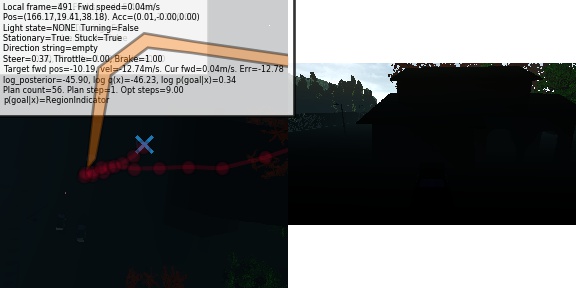 Local frame=491. Fwd speed=0.04m/s
Pos=(166.17,19.41,38.18). Acc=(0.01,-0.00,0.00)
Light state=NONE. Turning=False
Stationary=True. Stuck=True
Direction string=empty
Steer=0.37, Throttle=0.00, Brake=1.00
Target fwd pos=-10.19, vel=-12.74m/s. Cur fwd=0.04m/s. Err=-12.78
log_posterior=-45.90, log q(x)=-46.23, log p(goal|x)=0.34
Plan count=56. Plan step=1. Opt steps=9.00
p(goal|x)=RegionIndicator